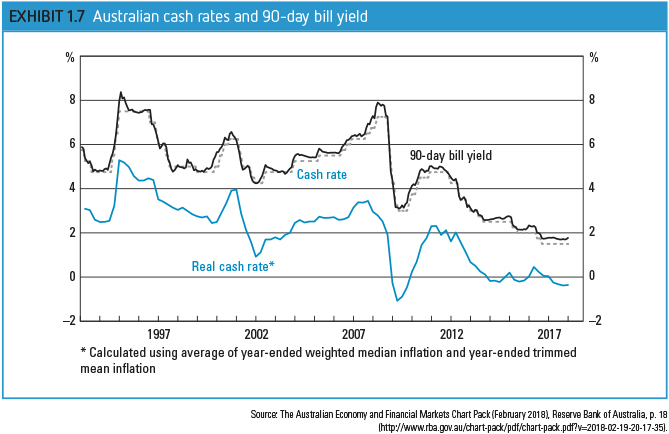 EXHIBIT 1.7 Australian cash rates and 90-day bill yield
% %
8 8
6 6
90-day bill yield
Cash rate
4 4
2 2
Real cash rate*
0 0
–2 –2
1997 2002 2007 2012 2017
* Calculated using average of year-ended weighted median inflation and year-ended trimmed
mean inflation
Source: The Australian Economy and Financial Markets Chart Pack (February 2018), Reserve Bank of Australia, p. 18
(http://www.rba.gov.au/chart-pack/pdf/chart-pack.pdf?v=2018-02-19-20-17-35).